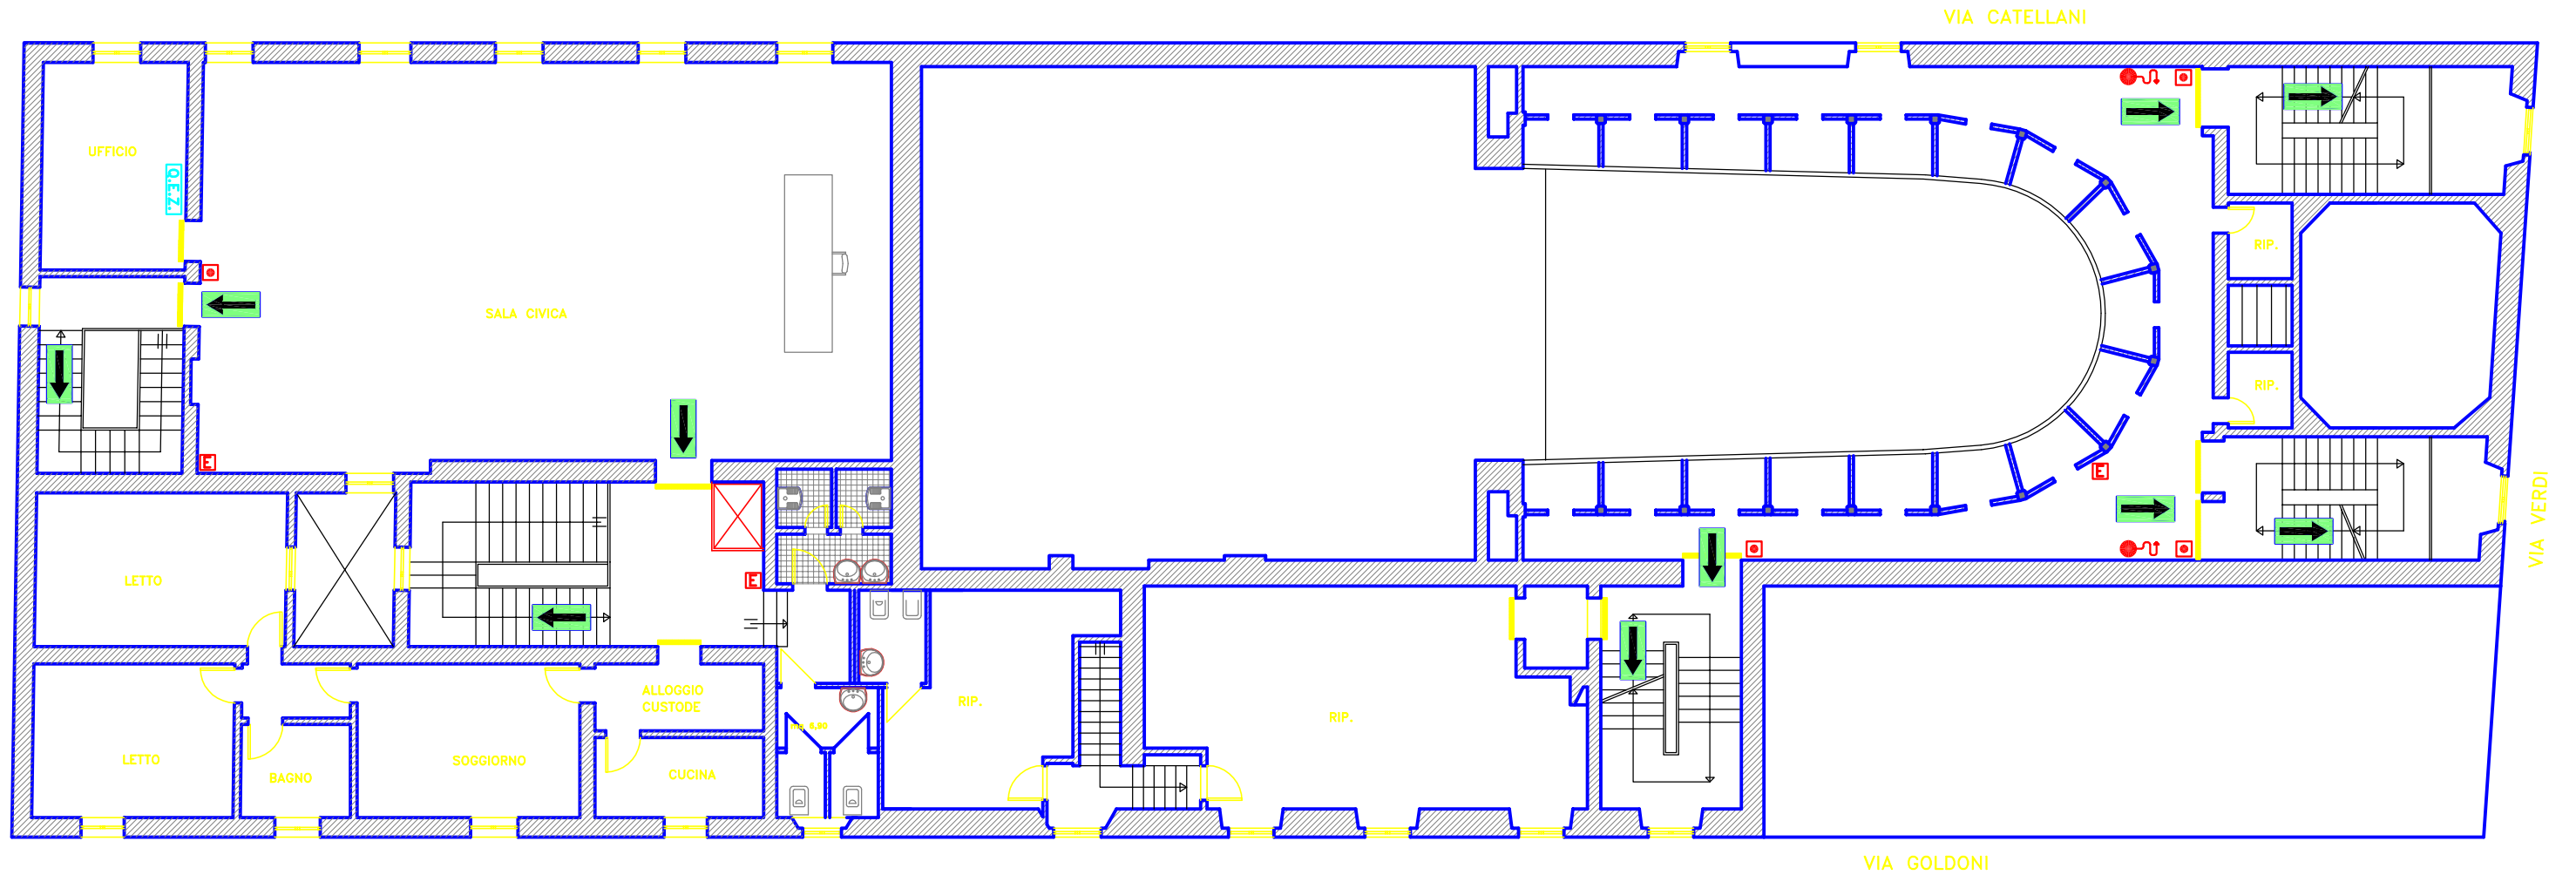 VIA CATELLANI
UFFICIO
Q.E.Z.
SALA CIVICA
RIP.
RIP.
E
E
E
VIA VERDI
LETTO
ALLOGGIO
CUSTODE
RIP.
RIP.
LETTO
BAGNO
SOGGIORNO
CUCINA
VIA GOLDONI